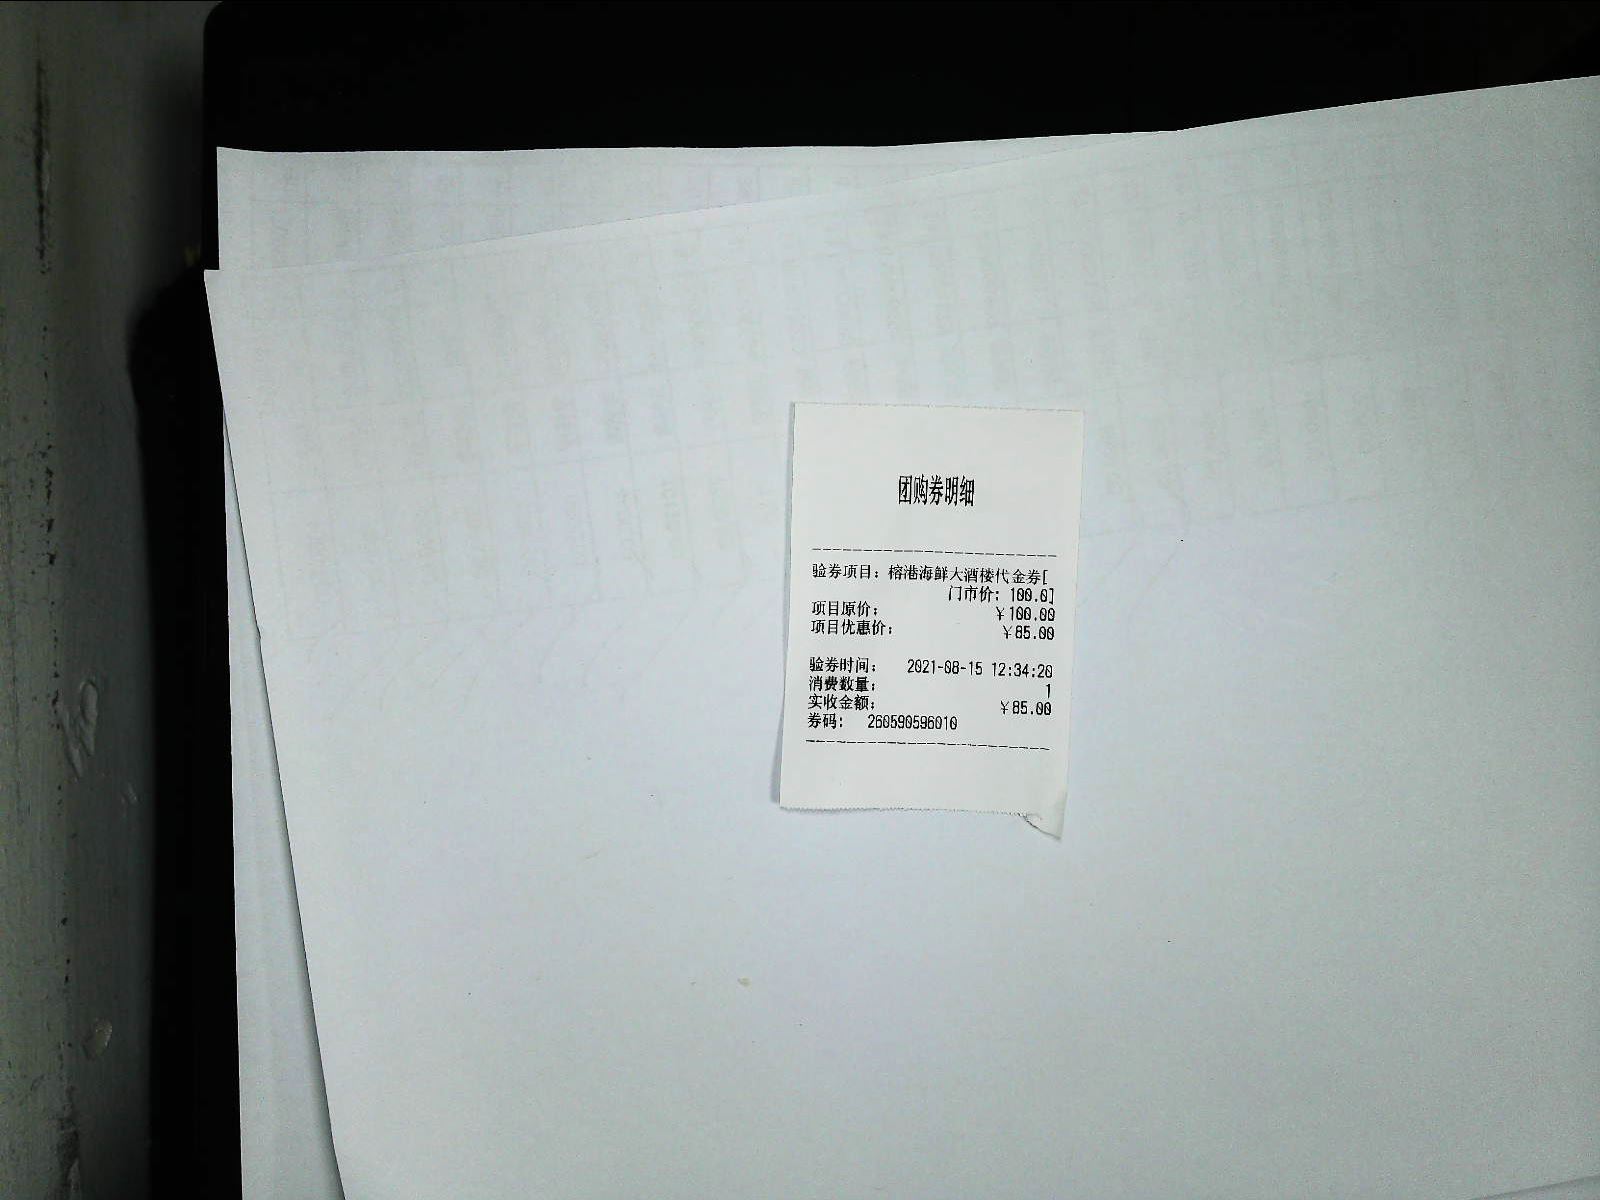 团购券明细
验券项目：榕港海鲜大酒楼代金券[
门市价：100.0]
项目原价：￥100.00
项目优惠价：￥85.00
验券时间：2021-08-15 12:34:20
消费数量：1
实收金额：￥85.00
券码：260590596010